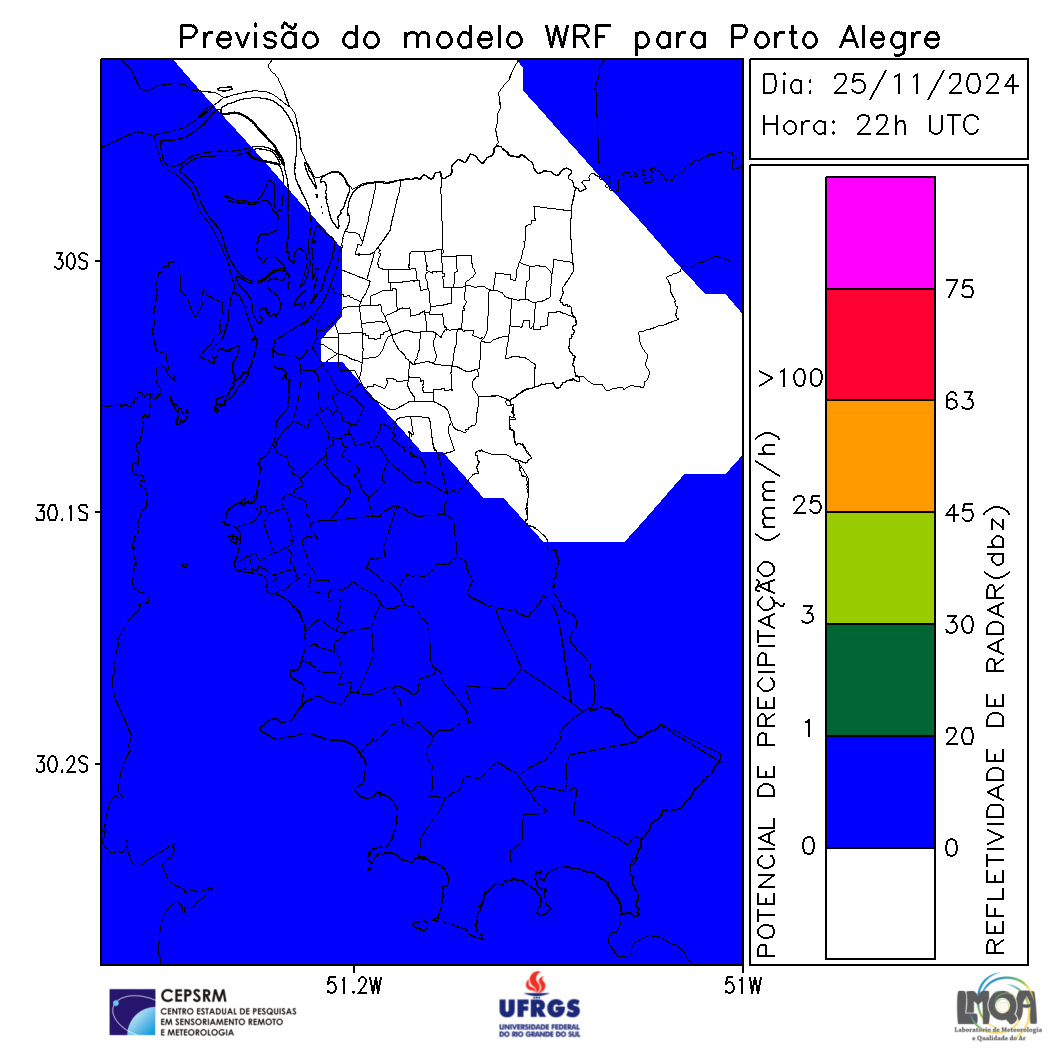 Previsão do modelo WRF para Porto Alegre
Dia: 25/11/2024
Hora: 22h UTC
30S
30.1S
30.2S
51.2W
51W
POTENCIAL DE PRECIPITAÇÃO (mm/h)
>100
25
3
1
0
75
63
45
30
20
0
REFLETIVIDADE DE RADAR(dbz)
CEPSRM
CENTRO ESTADUAL DE PESQUISAS
EM SENSORIAMENTO REMOTO
E METEOROLOGIA
UFRGS
UNIVERSIDADE FEDERAL
DO RIO GRANDE DO SUL
LMQA
Laboratório de Meteorologia
e Qualidade do Ar